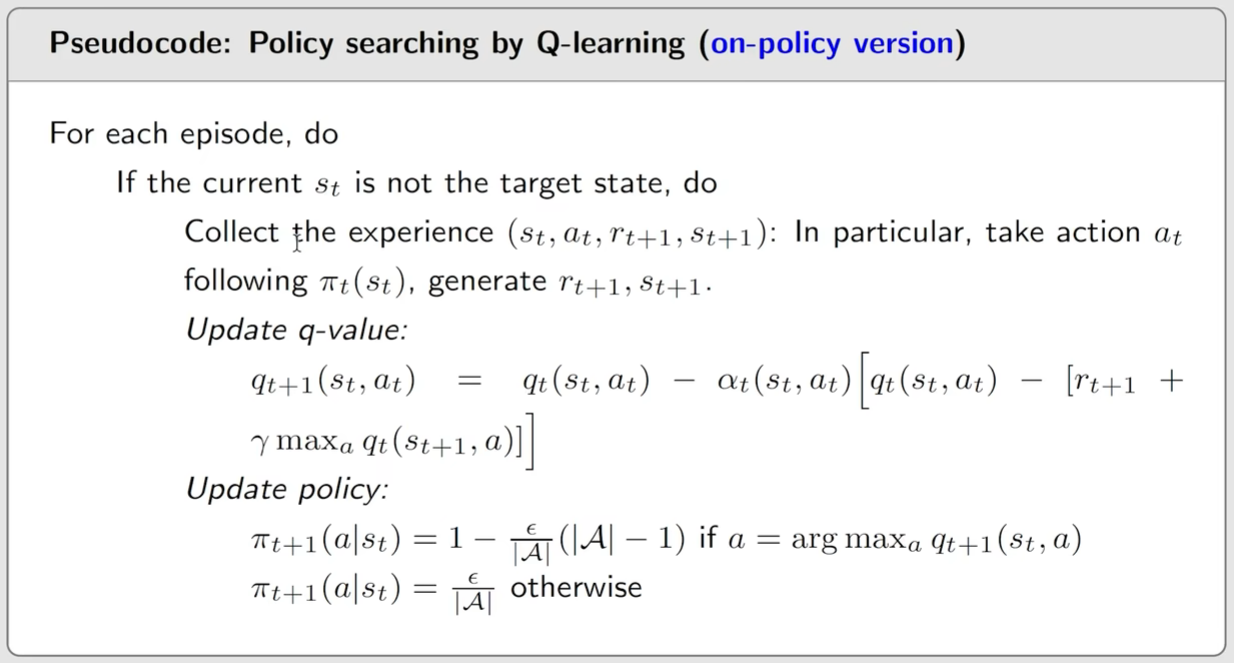 Pseudocode: Policy searching by Q-learning (on-policy version)
For each episode, do
If the current $s_t$ is not the target state, do
Collect the experience $(s_t, a_t, r_{t+1}, s_{t+1})$: In particular, take action $a_t$
following $\pi_t(s_t)$, generate $r_{t+1}, s_{t+1}$.
Update q-value:
$q_{t+1}(s_t, a_t) = q_t(s_t, a_t) - \alpha_t(s_t, a_t)\Big[q_t(s_t, a_t) - [r_{t+1} +$
$\gamma \max_a q_t(s_{t+1}, a)]\Big]$
Update policy:
$\pi_{t+1}(a|s_t) = 1 - \frac{\epsilon}{|\mathcal{A}|}(|\mathcal{A}| - 1)$ if $a = \arg\max_a q_{t+1}(s_t, a)$
$\pi_{t+1}(a|s_t) = \frac{\epsilon}{|\mathcal{A}|}$ otherwise